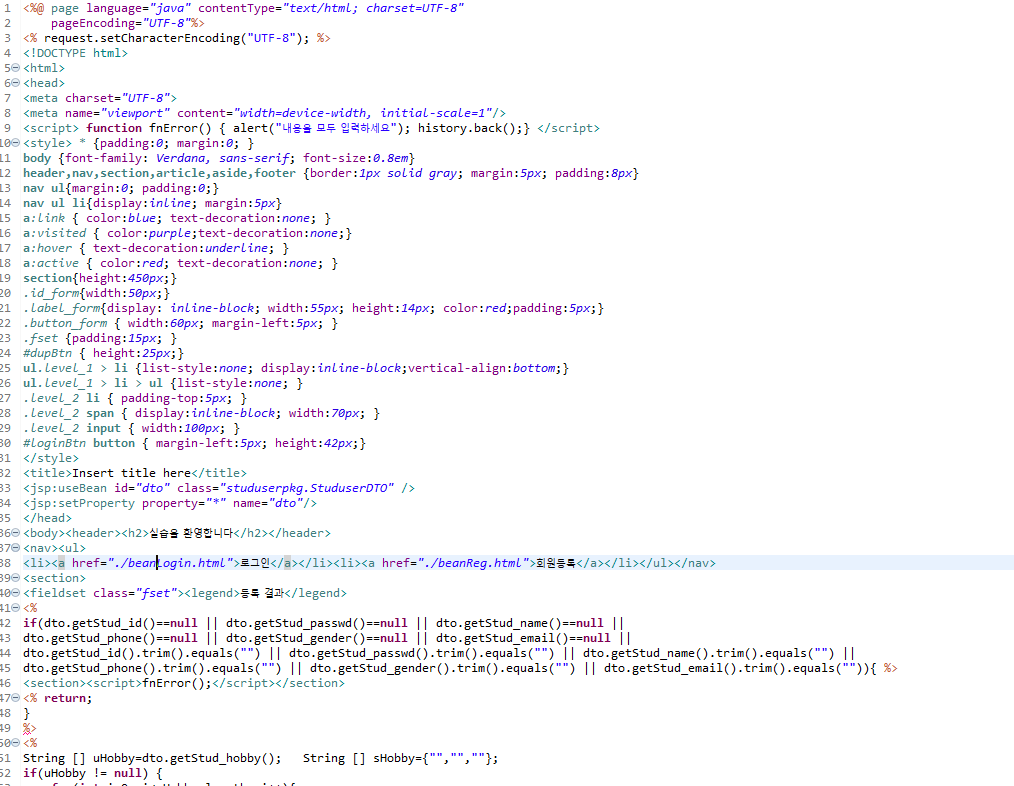 1 <%@ page language="java" contentType="text/html; charset=UTF-8"
2 pageEncoding="UTF-8"%>
3 <% request.setCharacterEncoding("UTF-8"); %>
4 <!DOCTYPE html>
5 <html>
6 <head>
7 <meta charset="UTF-8">
8 <meta name="viewport" content="width=device-width, initial-scale=1"/>
9 <script> function fnError() { alert("내용을 모두 입력하세요"); history.back();} </script>
10 <style> * {padding:0; margin:0; }
11 body {font-family: Verdana, sans-serif; font-size:0.8em}
12 header,nav,section,article,aside,footer {border:1px solid gray; margin:5px; padding:8px}
13 nav ul{margin:0; padding:0;}
14 nav ul li{display:inline; margin:5px}
15 a:link { color:blue; text-decoration:none; }
16 a:visited { color:purple;text-decoration:none;}
17 a:hover { text-decoration:underline; }
18 a:active { color:red; text-decoration:none; }
19 section{height:450px;}
20 .id_form{width:50px;}
21 .label_form{display: inline-block; width:55px; height:14px; color:red;padding:5px;}
22 .button_form { width:60px; margin-left:5px; }
23 .fset {padding:15px; }
24 #dupBtn { height:25px;}
25 ul.level_1 > li {list-style:none; display:inline-block;vertical-align:bottom;}
26 ul.level_1 > li > ul {list-style:none; }
27 .level_2 li { padding-top:5px; }
28 .level_2 span { display:inline-block; width:70px; }
29 .level_2 input { width:100px; }
30 #loginBtn button { margin-left:5px; height:42px;}
31 </style>
32 <title>Insert title here</title>
33 <jsp:useBean id="dto" class="studuserpkg.StuduserDTO" />
34 <jsp:setProperty property="*" name="dto"/>
35 </head>
36 <body><header><h2>실습을 환영합니다</h2></header>
37 <nav><ul>
38 <li><a href="./beanLogin.html">로그인</a></li><li><a href="./beanReg.html">회원등록</a></li></ul></nav>
39 <section>
40 <fieldset class="fset"><legend>등록 결과</legend>
41 <%
42 if(dto.getStud_id()==null || dto.getStud_passwd()==null || dto.getStud_name()==null ||
43 dto.getStud_phone()==null || dto.getStud_gender()==null || dto.getStud_email()==null ||
44 dto.getStud_id().trim().equals("") || dto.getStud_passwd().trim().equals("") || dto.getStud_name().trim().equals("") ||
45 dto.getStud_phone().trim().equals("") || dto.getStud_gender().trim().equals("") || dto.getStud_email().trim().equals("")){ %>
46 <section><script>fnError();</script></section>
47 <% return;
48 }
49 %>
50 <%
51 String [] uHobby=dto.getStud_hobby(); String [] sHobby={"","",""};
52 if(uHobby != null) {